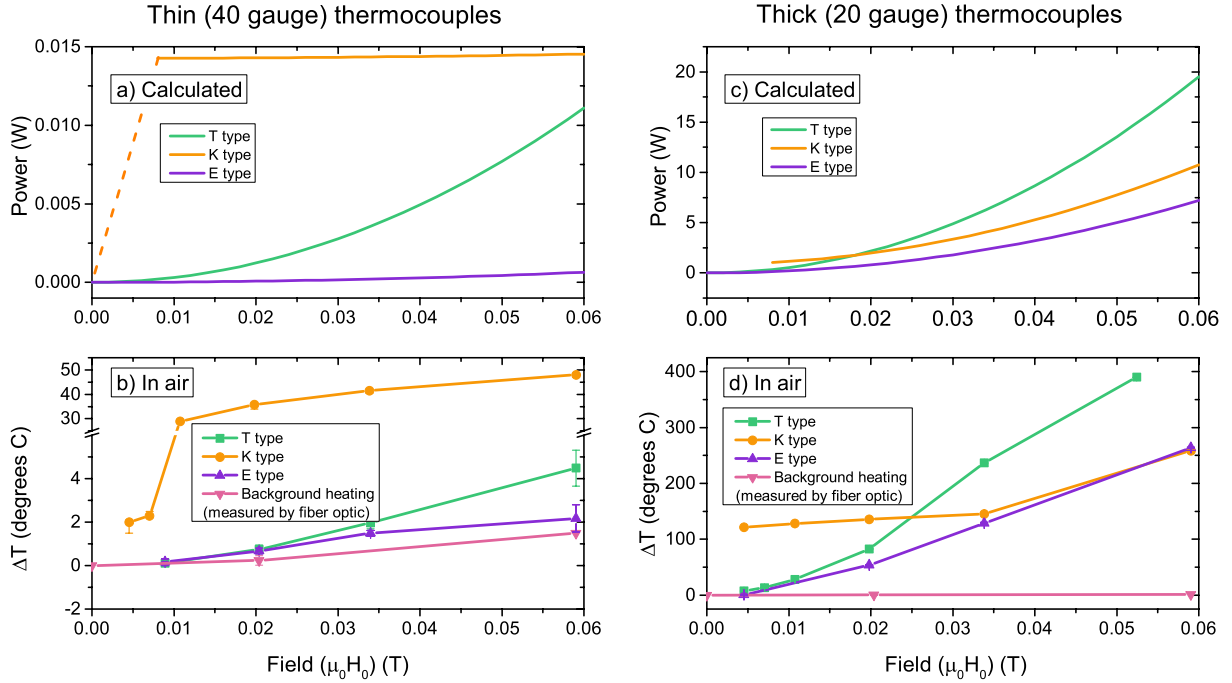 Thin (40 gauge) thermocouples
Thick (20 gauge) thermocouples
a) Calculated
T type
K type
E type
Power (W)
0.015
0.010
0.005
0.000
0.00 0.01 0.02 0.03 0.04 0.05 0.06
c) Calculated
T type
K type
E type
Power (W)
20
15
10
5
0
0.00 0.01 0.02 0.03 0.04 0.05 0.06
b) In air
T type
K type
E type
Background heating
(measured by fiber optic)
ΔT (degrees C)
50
40
30
4
2
0
-2
0.00 0.01 0.02 0.03 0.04 0.05 0.06
Field (μ₀H₀) (T)
d) In air
T type
K type
E type
Background heating
(measured by fiber optic)
ΔT (degrees C)
400
250
200
100
0
0.00 0.01 0.02 0.03 0.04 0.05 0.06
Field (μ₀H₀) (T)